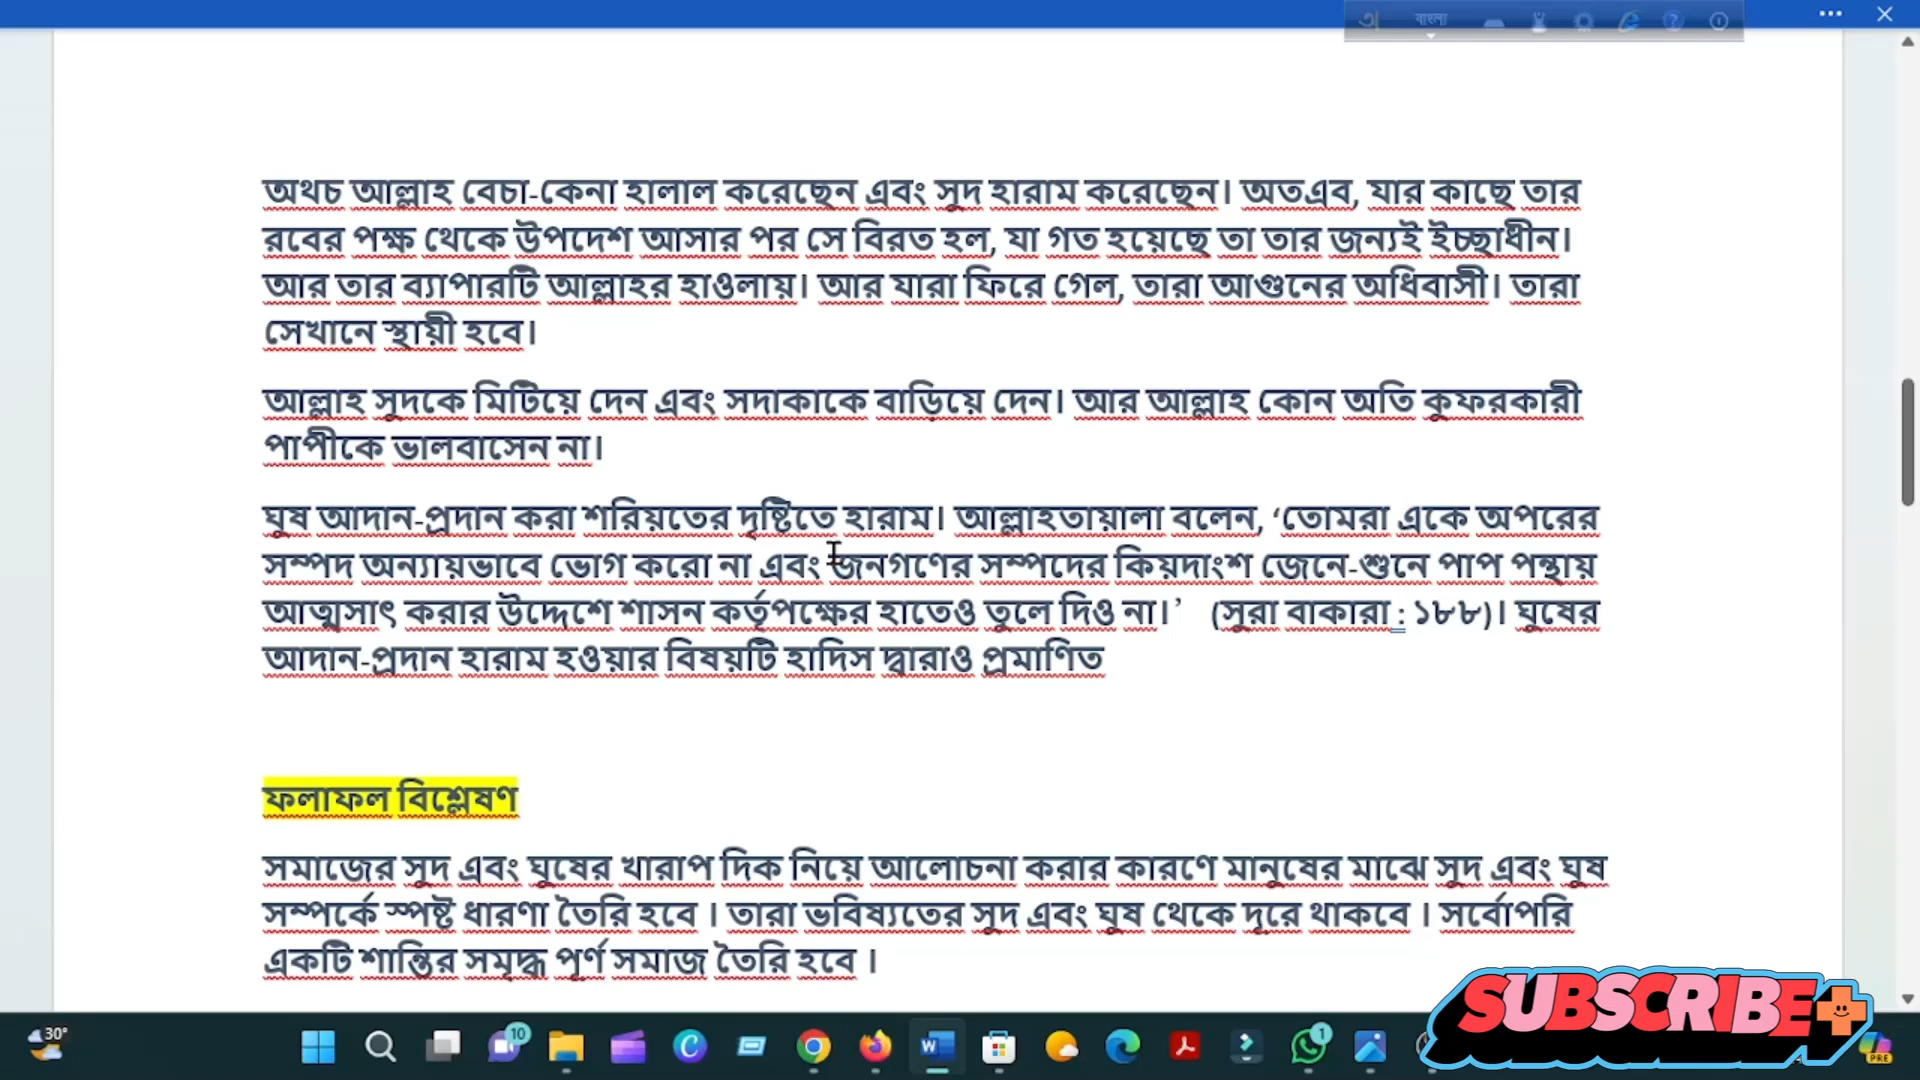 বাংলা
অথচ আল্লাহ বেচা-কেনা হালাল করেছেন এবং সুদ হারাম করেছেন। অতএব, যার কাছে তার
রবের পক্ষ থেকে উপদেশ আসার পর সে বিরত হল, যা গত হয়েছে তা তার জন্যই ইচ্ছাধীন।
আর তার ব্যাপারটি আল্লাহর হাওলায়। আর যারা ফিরে গেল, তারা আগুনের অধিবাসী। তারা
সেখানে স্থায়ী হবে।
আল্লাহ সুদকে মিটিয়ে দেন এবং সদাকাকে বাড়িয়ে দেন। আর আল্লাহ কোন অতি কুফরকারী
পাপীকে ভালবাসেন না।
ঘুষ আদান-প্রদান করা শরিয়তের দৃষ্টিতে হারাম। আল্লাহতায়ালা বলেন, ‘তোমরা একে অপরের
সম্পদ অন্যায়ভাবে ভোগ করো না এবং জনগণের সম্পদের কিয়দাংশ জেনে-শুনে পাপ পন্থায়
আত্মসাৎ করার উদ্দেশে শাসন কর্তৃপক্ষের হাতেও তুলে দিও না।’ (সুরা বাকারা : ১৮৮)। ঘুষের
আদান-প্রদান হারাম হওয়ার বিষয়টি হাদিস দ্বারাও প্রমাণিত
ফলাফল বিশ্লেষণ
সমাজের সুদ এবং ঘুষের খারাপ দিক নিয়ে আলোচনা করার কারণে মানুষের মাঝে সুদ এবং ঘুষ
সম্পর্কে স্পষ্ট ধারণা তৈরি হবে । তারা ভবিষ্যতের সুদ এবং ঘুষ থেকে দূরে থাকবে । সর্বোপরি
একটি শান্তির সমৃদ্ধ পূর্ণ সমাজ তৈরি হবে ।
SUBSCRIBE
30°
10
1
PRE